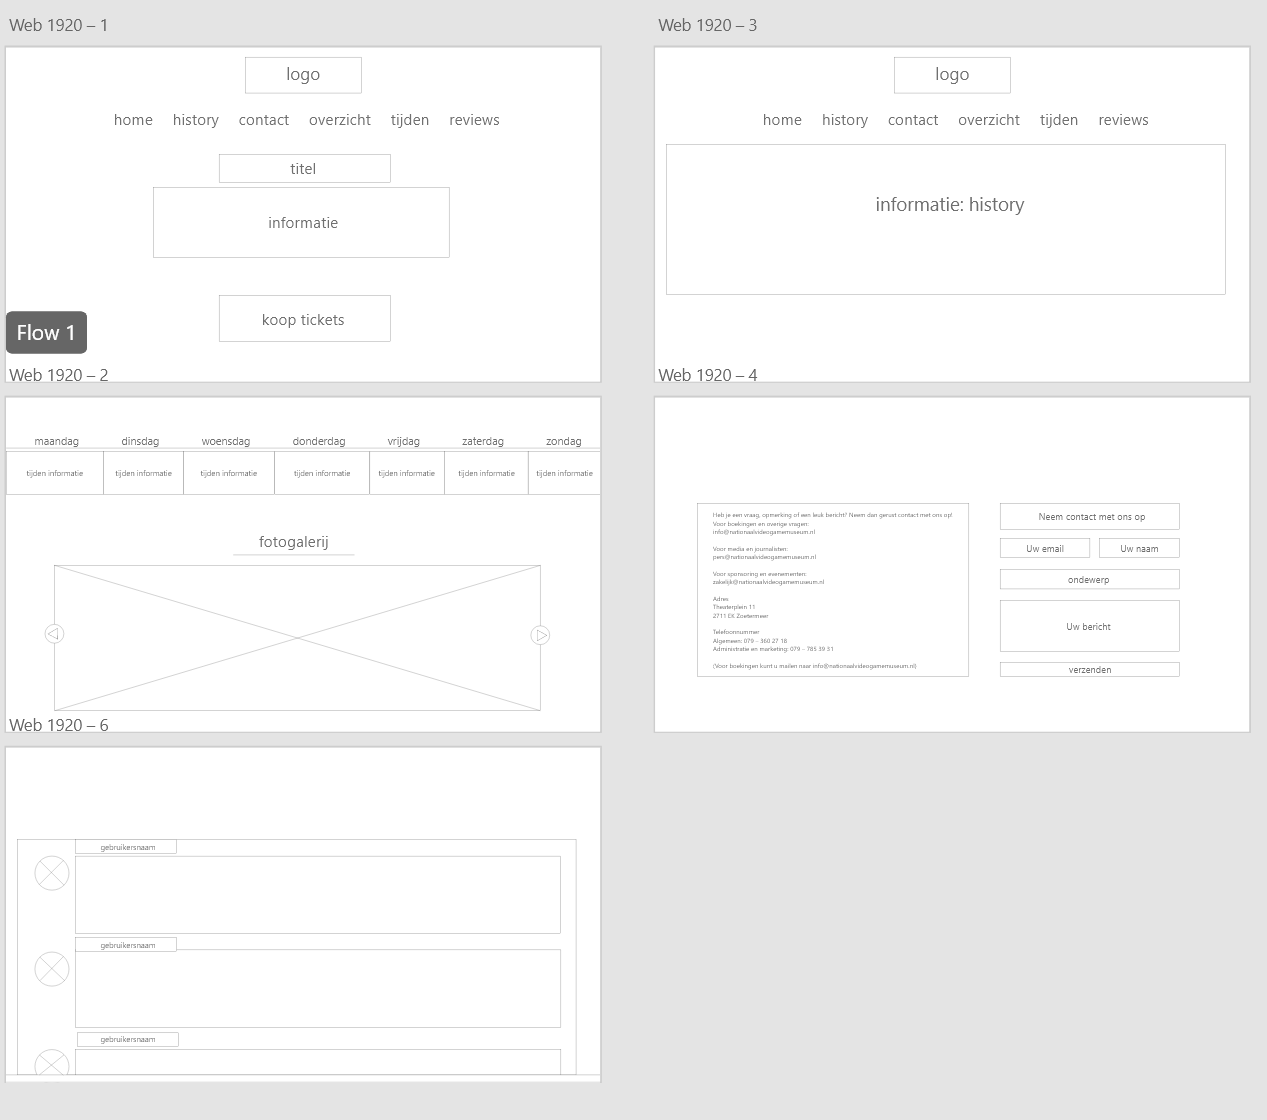 Web 1920 – 1
logo
home history contact overzicht tijden reviews
titel
informatie
koop tickets
Flow 1
Web 1920 – 3
logo
home history contact overzicht tijden reviews
informatie: history
Web 1920 – 2
maandag dinsdag woensdag donderdag vrijdag zaterdag zondag
tijden informatie tijden informatie tijden informatie tijden informatie tijden informatie tijden informatie tijden informatie
fotogalerij
Web 1920 – 4
Heb je een vraag, opmerking of een leuk bericht? Neem dan gerust contact met ons op!
Voor boekingen en overige vragen:
info@nationaalvideogamemuseum.nl
Voor media en journalisten:
pers@nationaalvideogamemuseum.nl
Voor sponsoring en evenementen:
zakelijk@nationaalvideogamemuseum.nl
Adres
Theaterplein 11
2711 EK Zoetermeer
Telefoonnummer
Algemeen: 079 – 360 27 18
Administratie en marketing: 079 – 785 39 31
(Voor boekingen kunt u mailen naar info@nationaalvideogamemuseum.nl)
Neem contact met ons op
Uw email Uw naam
ondewerp
Uw bericht
verzenden
Web 1920 – 6
gebruikersnaam
gebruikersnaam
gebruikersnaam